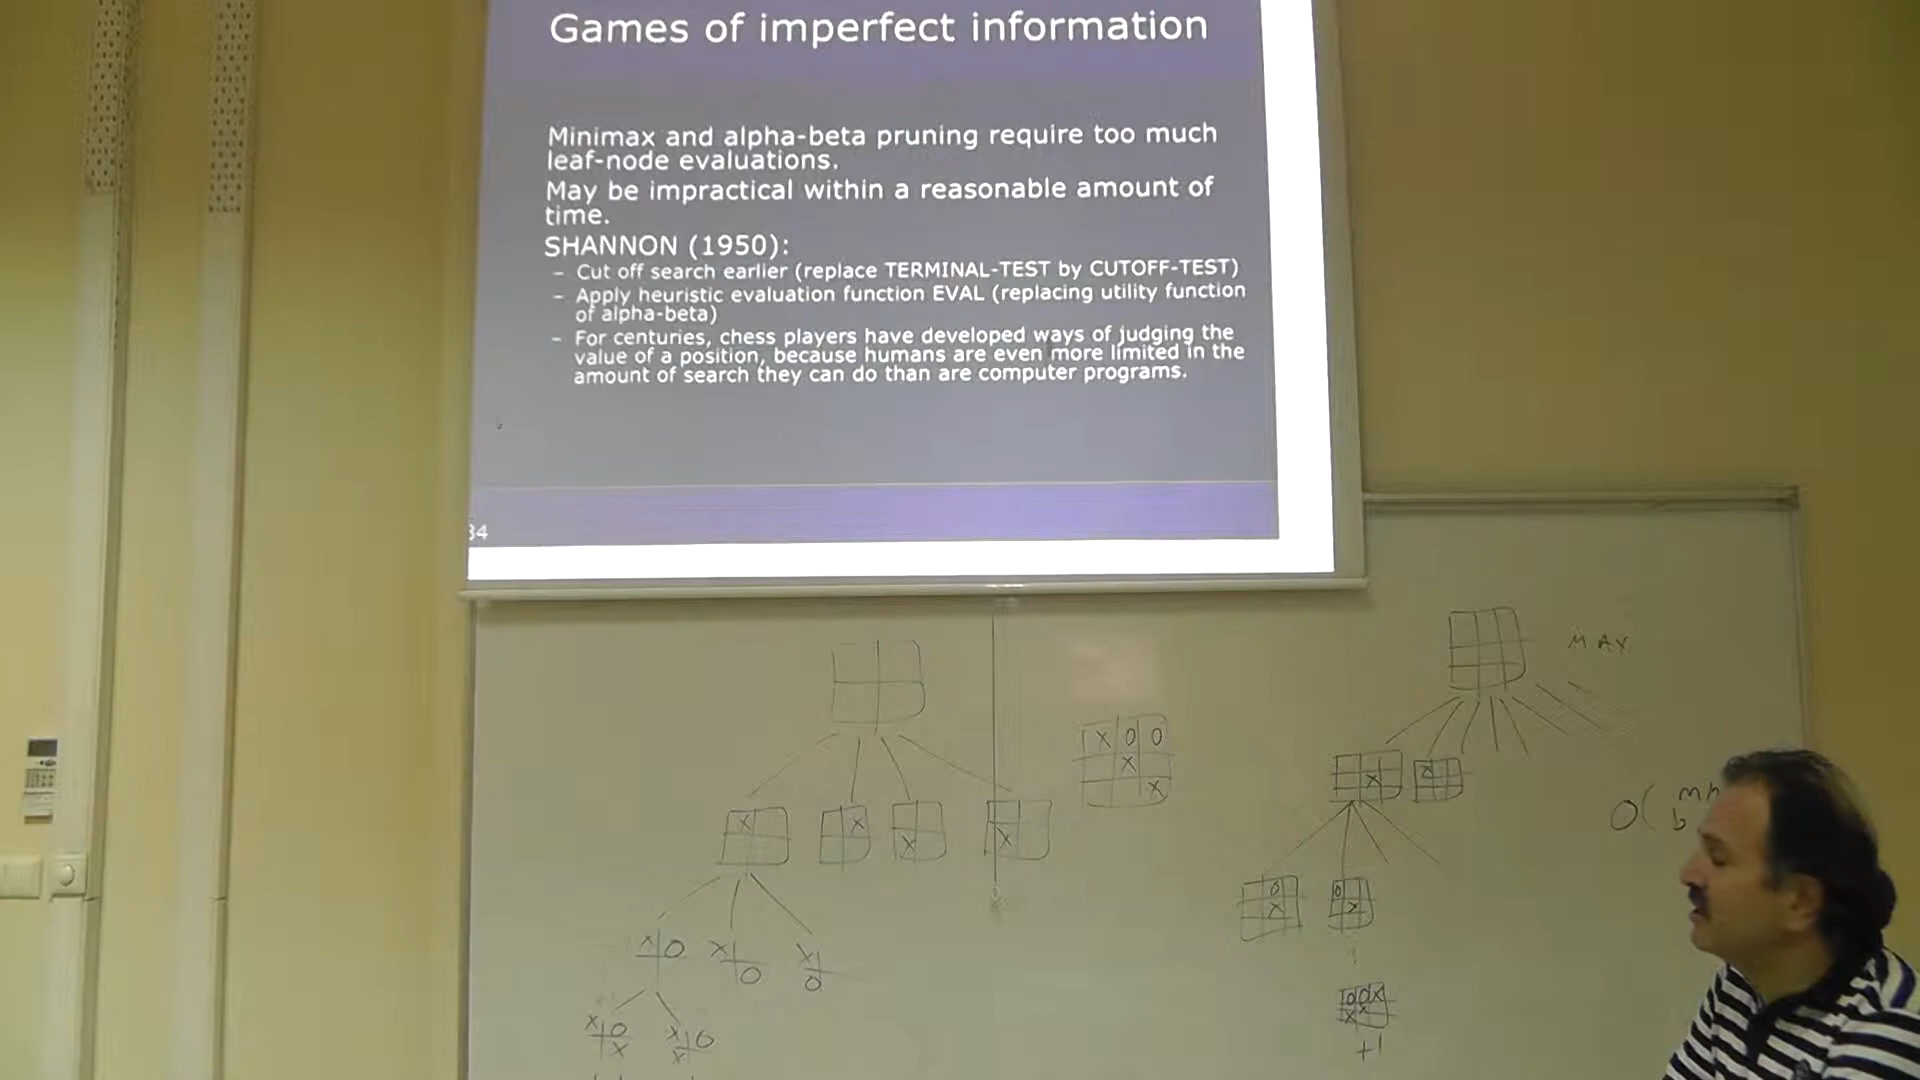 Games of imperfect information
Minimax and alpha-beta pruning require too much
leaf-node evaluations.
May be impractical within a reasonable amount of
time.
SHANNON (1950):
– Cut off search earlier (replace TERMINAL-TEST by CUTOFF-TEST)
– Apply heuristic evaluation function EVAL (replacing utility function
of alpha-beta)
– For centuries, chess players have developed ways of judging the
value of a position, because humans are even more limited in the
amount of search they can do than are computer programs.
34
MAX
X O O
X
X
X
X
X
X
X
X
O( b
O
X
O
X
X O
X
O
X
O
X O
X
X O
X
+1